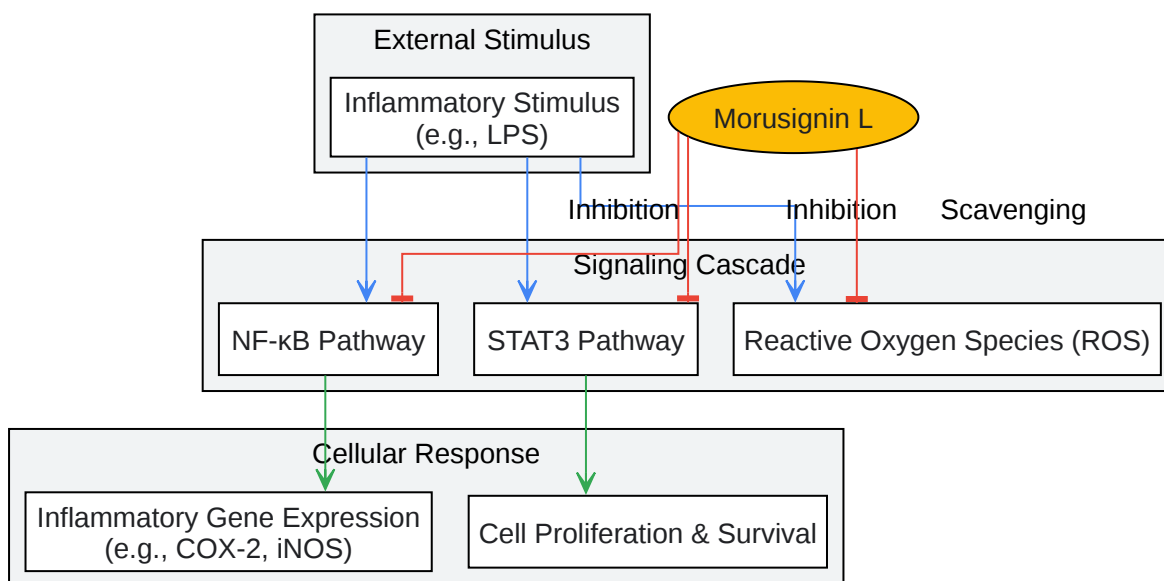 External Stimulus
Inflammatory Stimulus
(e.g., LPS)
Morusignin L
Inhibition
Inhibition
Scavenging
Signaling Cascade
NF-κB Pathway
STAT3 Pathway
Reactive Oxygen Species (ROS)
Cellular Response
Inflammatory Gene Expression
(e.g., COX-2, iNOS)
Cell Proliferation & Survival